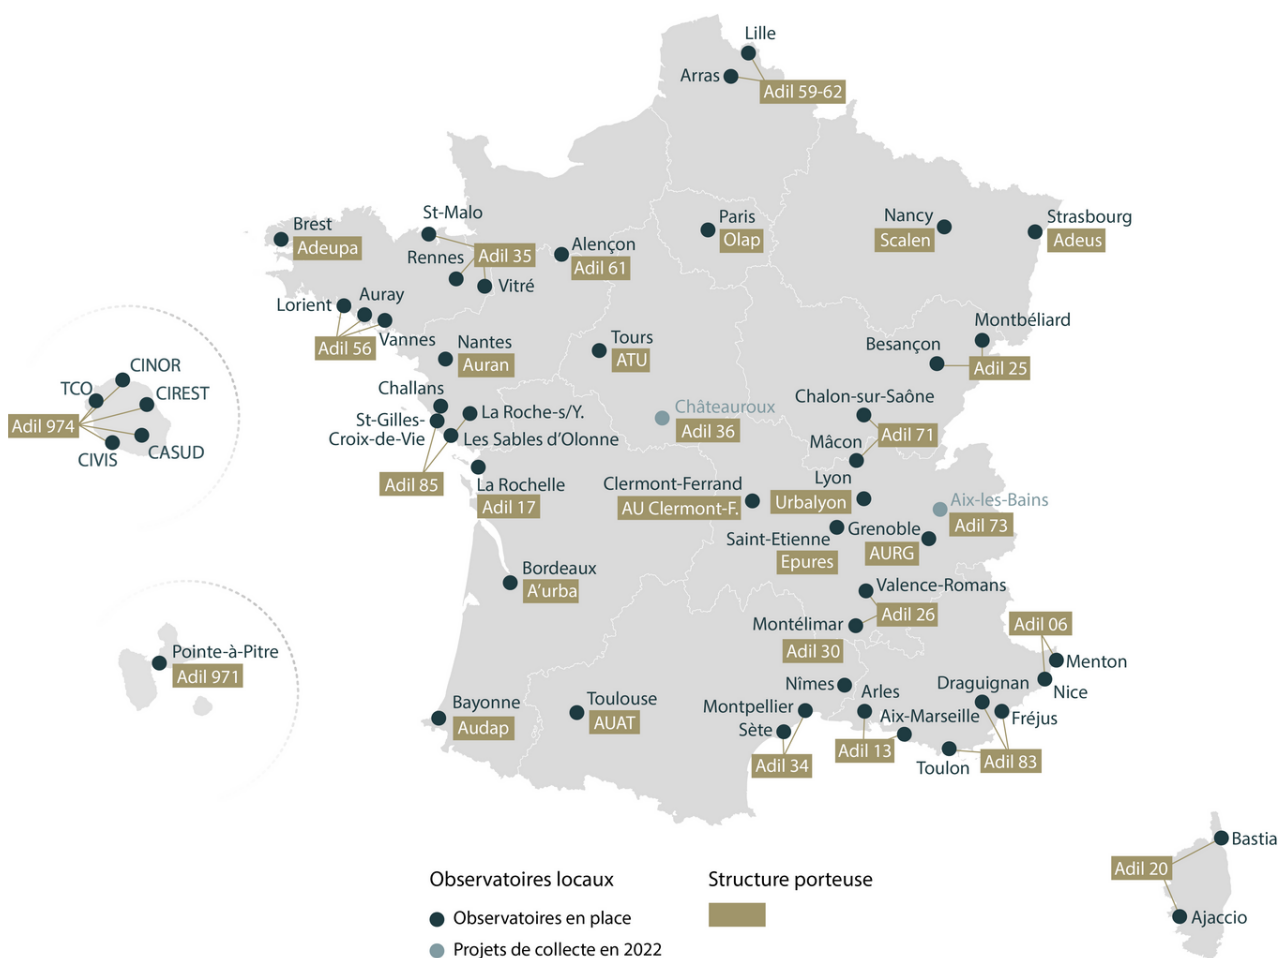 Lille
Arras
Adil 59-62
St-Malo
Brest
Adeupa
Rennes
Adil 35
Vitré
Alençon
Adil 61
Paris
Olap
Nancy
Scalen
Strasbourg
Adeus
Lorient
Auray
Vannes
Adil 56
Nantes
Auran
Tours
ATU
Montbéliard
Besançon
Adil 25
CINOR
TCO
CIREST
Adil 974
CIVIS
CASUD
Challans
St-Gilles-
Croix-de-Vie
La Roche-s/Y.
Les Sables d’Olonne
Adil 85
La Rochelle
Adil 17
Châteauroux
Adil 36
Chalon-sur-Saône
Adil 71
Mâcon
Clermont-Ferrand
AU Clermont-F.
Lyon
Urbalyon
Aix-les-Bains
Adil 73
Saint-Etienne
Epures
Grenoble
AURG
Bordeaux
A’urba
Valence-Romans
Adil 26
Montélimar
Adil 30
Nîmes
Adil 06
Menton
Nice
Pointe-à-Pitre
Adil 971
Bayonne
Audap
Toulouse
AUAT
Montpellier
Sète
Adil 34
Arles
Aix-Marseille
Adil 13
Draguignan
Fréjus
Toulon
Adil 83
Bastia
Adil 20
Ajaccio
Observatoires locaux
Observatoires en place
Projets de collecte en 2022
Structure porteuse